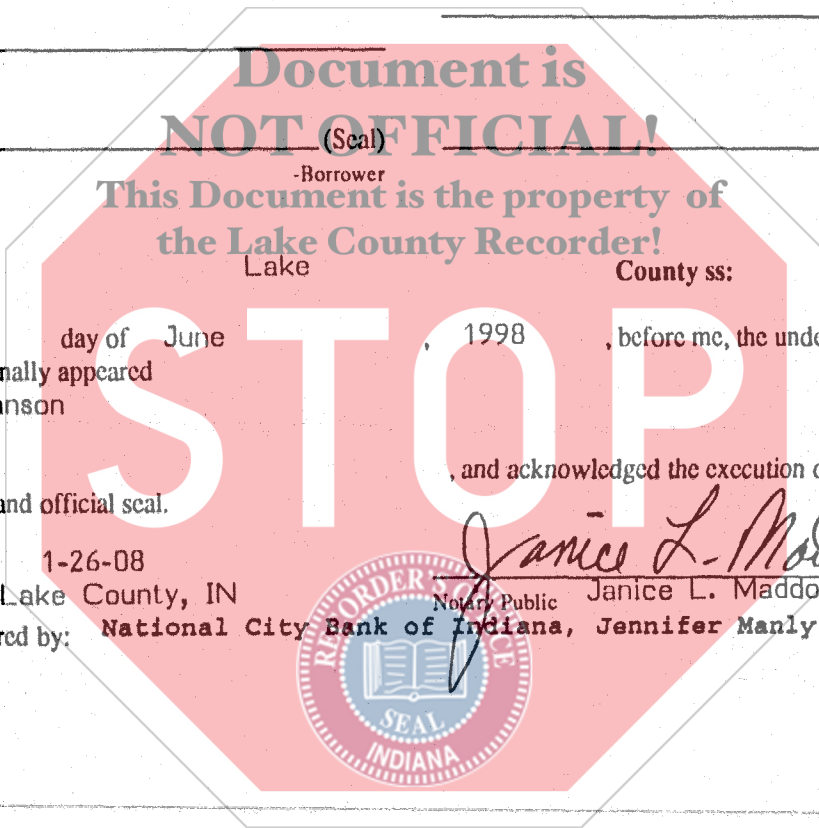 Document is
NOT OFFICIAL!
(Seal)
-Borrower
This Document is the property of
the Lake County Recorder!
Lake County ss:
day of June , 1998 , before me, the unde
nally appeared
nson
STOP
, and acknowledged the execution o
and official seal.
1-26-08
Janice L. Mad
Lake County, IN
Notary Public Janice L. Maddo
red by: National City Bank of Indiana, Jennifer Manly
RECORDER'S OFFICE
SEAL
INDIANA